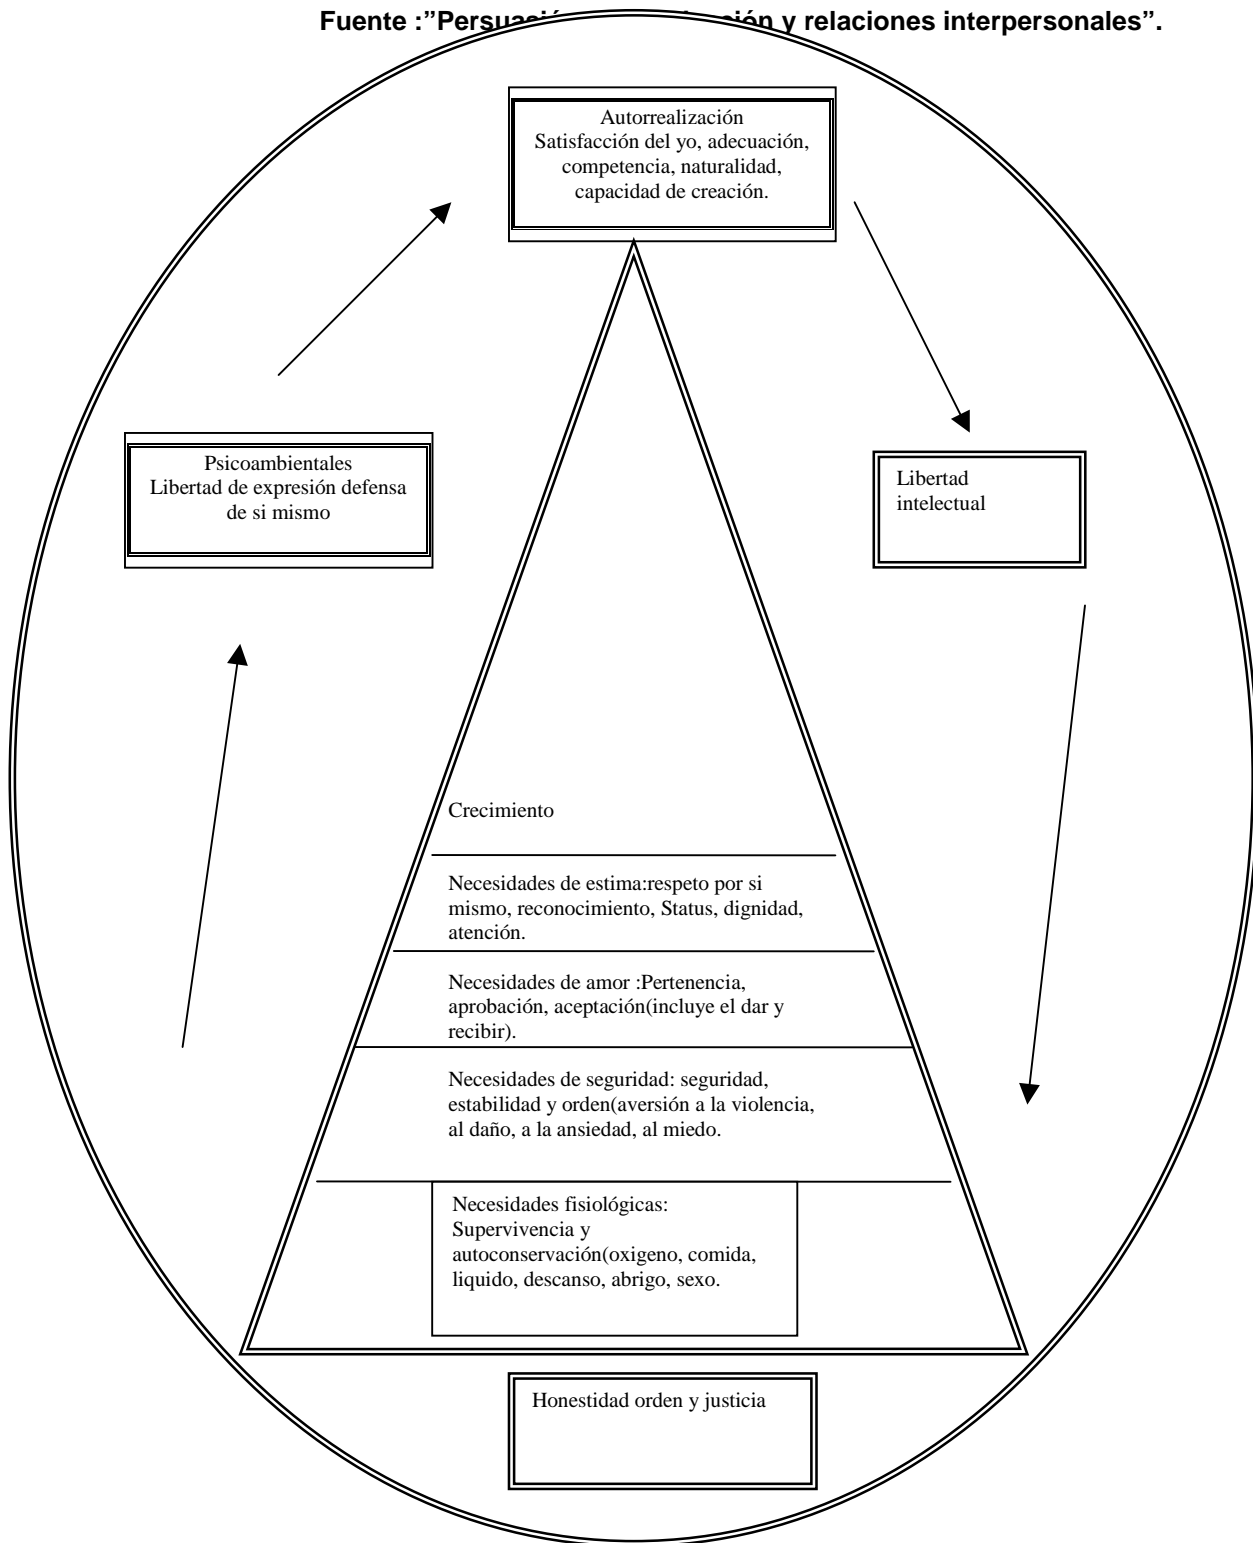 Fuente :”Persuasión y relaciones interpersonales”.
Autorrealización
Satisfacción del yo, adecuación,
competencia, naturalidad,
capacidad de creación.
Psicoambientales
Libertad de expresión defensa
de si mismo
Libertad
intelectual
Crecimiento
Necesidades de estima:respeto por si
mismo, reconocimiento, Status, dignidad,
atención.
Necesidades de amor :Pertenencia,
aprobación, aceptación(incluye el dar y
recibir).
Necesidades de seguridad: seguridad,
estabilidad y orden(aversión a la violencia,
al daño, a la ansiedad, al miedo.
Necesidades fisiológicas:
Supervivencia y
autoconservación(oxigeno, comida,
liquido, descanso, abrigo, sexo.
Honestidad orden y justicia